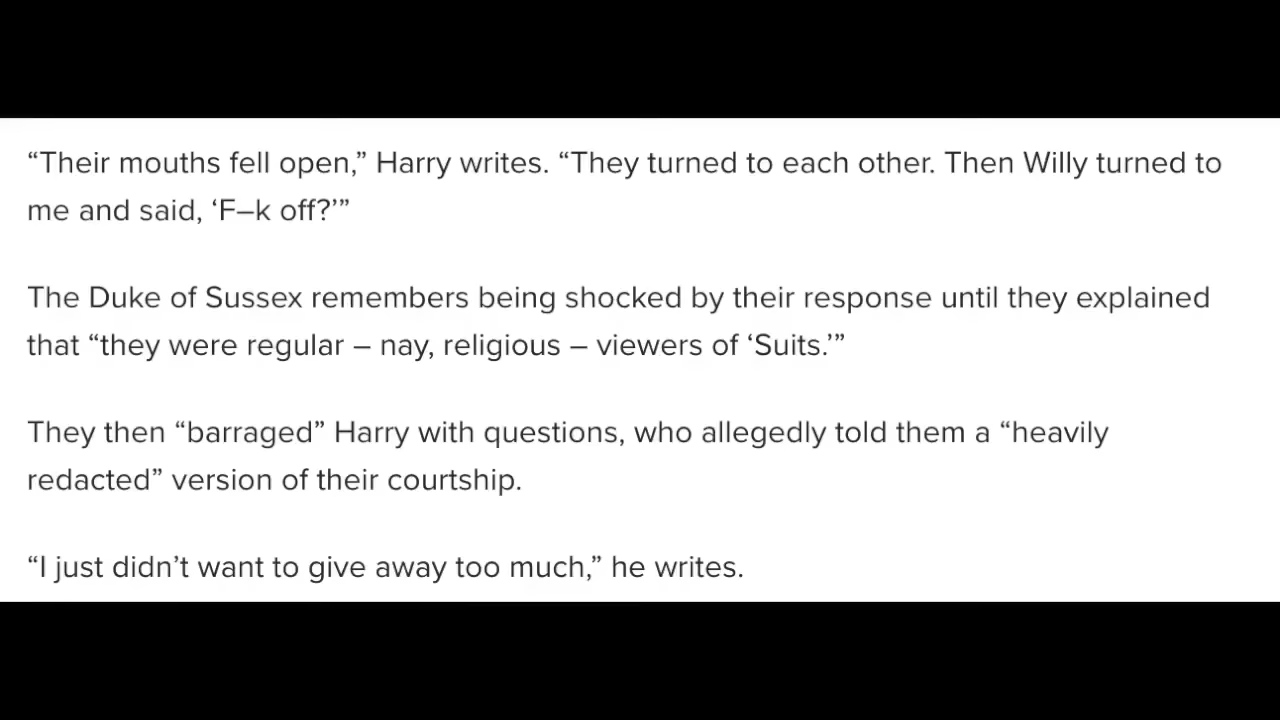 “Their mouths fell open,” Harry writes. “They turned to each other. Then Willy turned to
me and said, ‘F–k off?’”
The Duke of Sussex remembers being shocked by their response until they explained
that “they were regular – nay, religious – viewers of ‘Suits.’”
They then “barraged” Harry with questions, who allegedly told them a “heavily
redacted” version of their courtship.
“I just didn’t want to give away too much,” he writes.